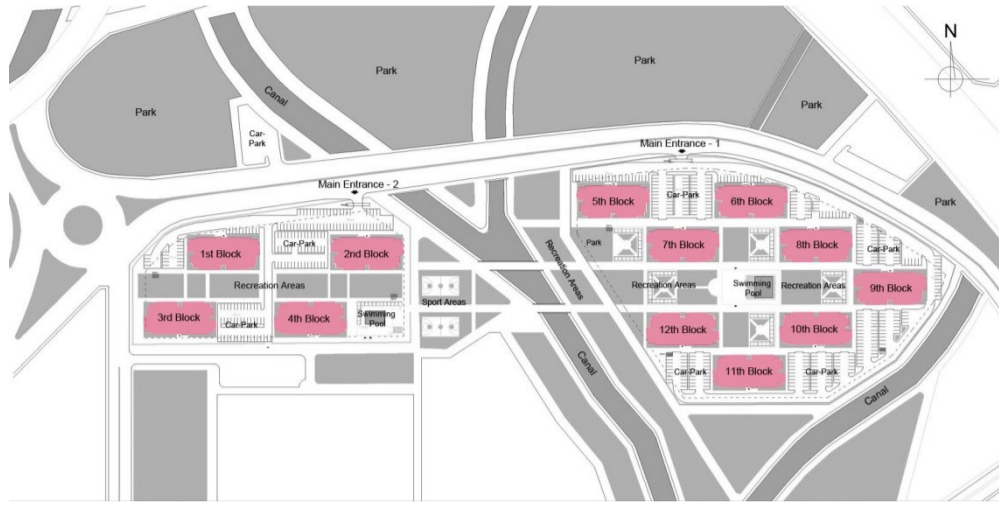 N
Park
Park
Park
Park
Canal
Car-
Park
Main Entrance - 1
Main Entrance - 2
5th Block
Car-Park
6th Block
1st Block
Car-Park
2nd Block
Park
7th Block
8th Block
Car-Park
Recreation Areas
Recreation Areas
Sport Areas
Recreation Areas
Swimming
Pool
Recreation Areas
9th Block
3rd Block
Car-Park
4th Block
Swimming
Pool
12th Block
10th Block
Canal
Car-Park
11th Block
Car-Park
Canal